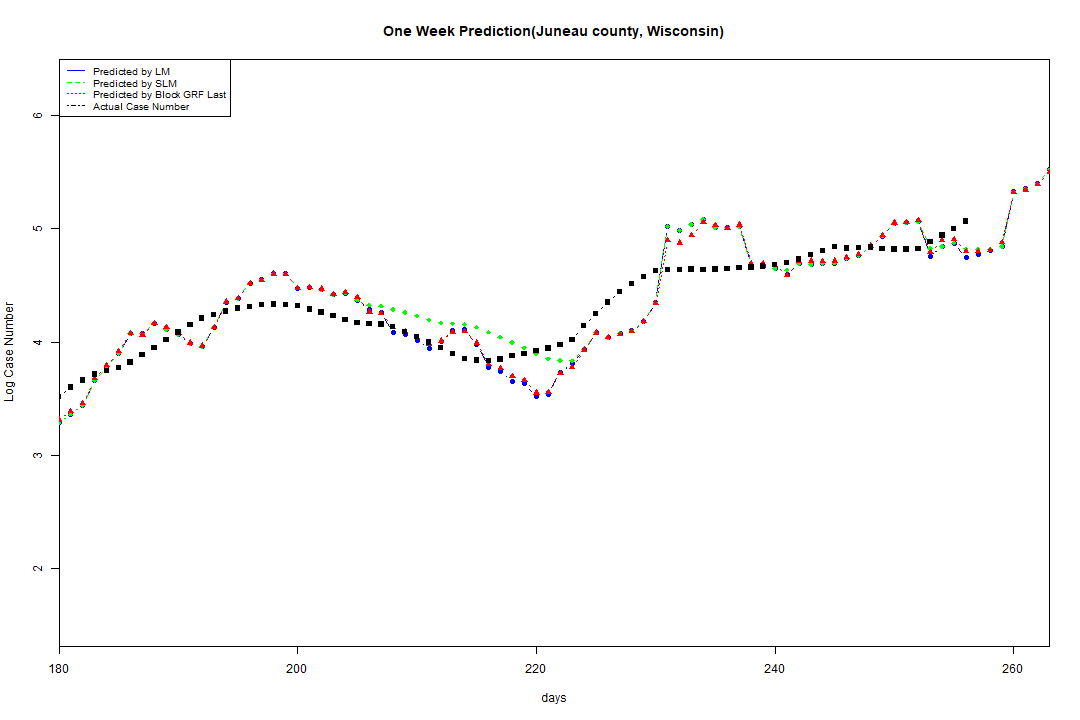 One Week Prediction(Juneau county, Wisconsin)
Predicted by LM
Predicted by SLM
Predicted by Block GRF Last
Actual Case Number
6
5
4
3
2
Log Case Number
180 200 220 240 260
days